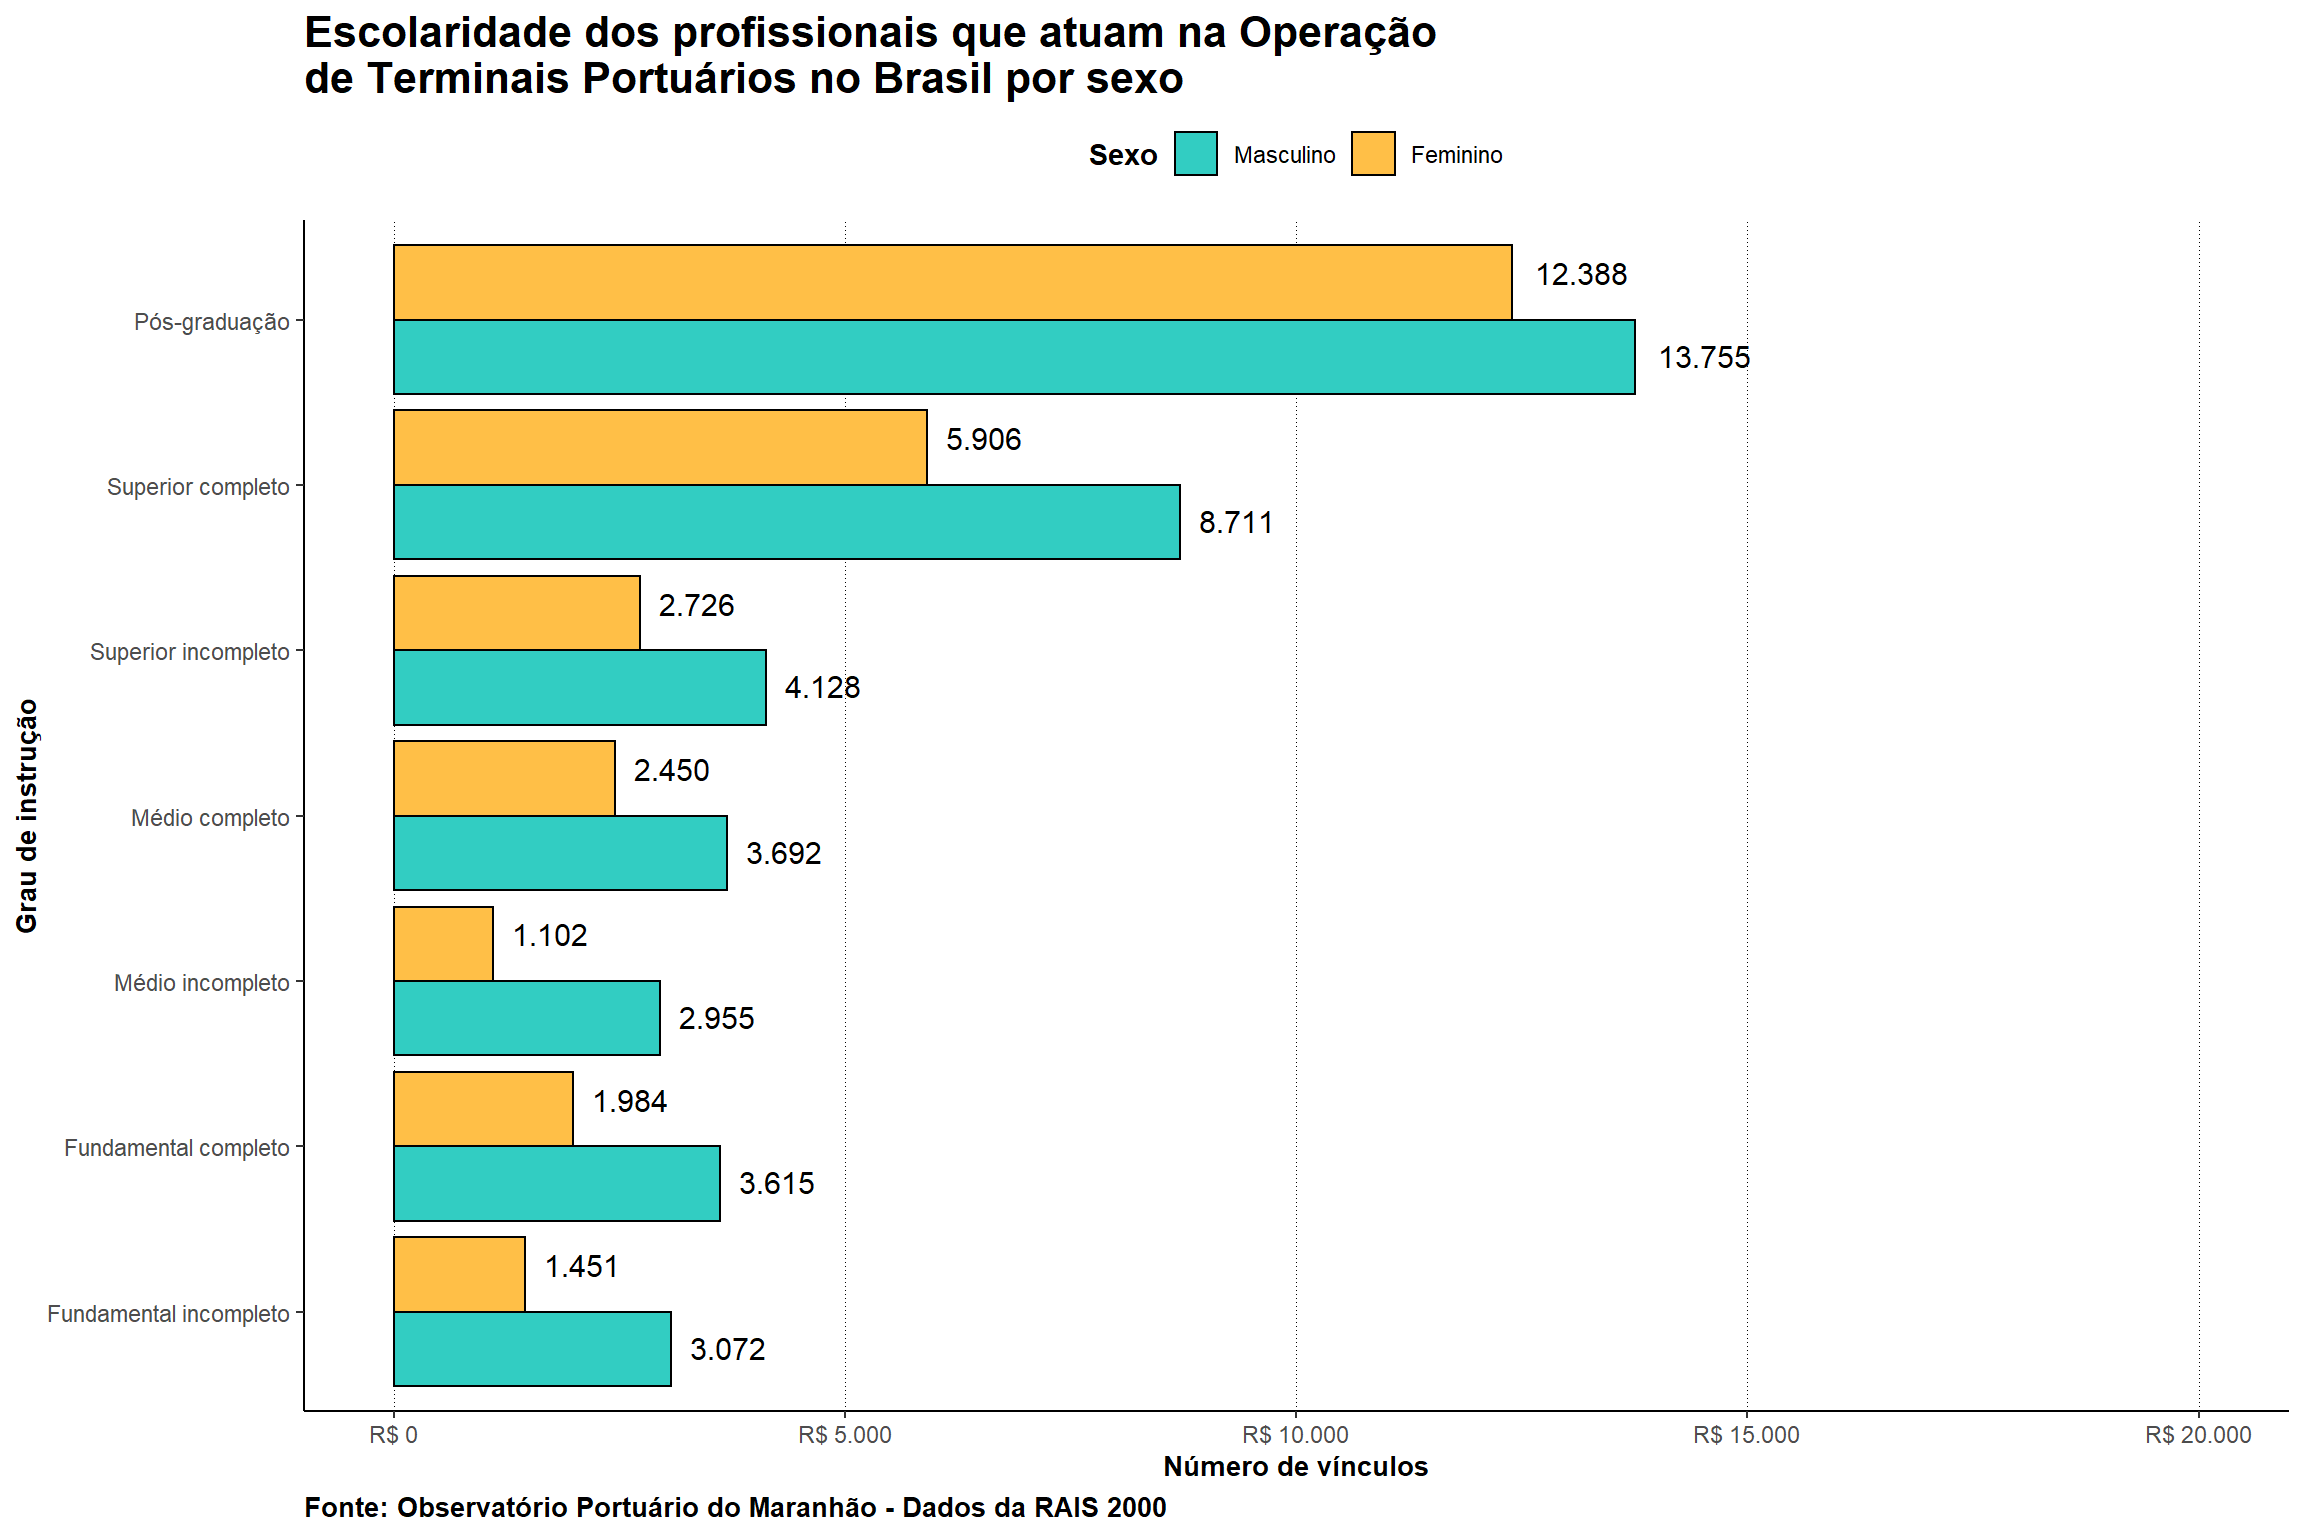 Escolaridade dos profissionais que atuam na Operação
de Terminais Portuários no Brasil por sexo
Sexo Masculino Feminino
Grau de instrução
Pós-graduação
12.388
13.755
Superior completo
5.906
8.711
Superior incompleto
2.726
4.128
Médio completo
2.450
3.692
Médio incompleto
1.102
2.955
Fundamental completo
1.984
3.615
Fundamental incompleto
1.451
3.072
R$ 0 R$ 5.000 R$ 10.000 R$ 15.000 R$ 20.000
Número de vínculos
Fonte: Observatório Portuário do Maranhão - Dados da RAIS 2000